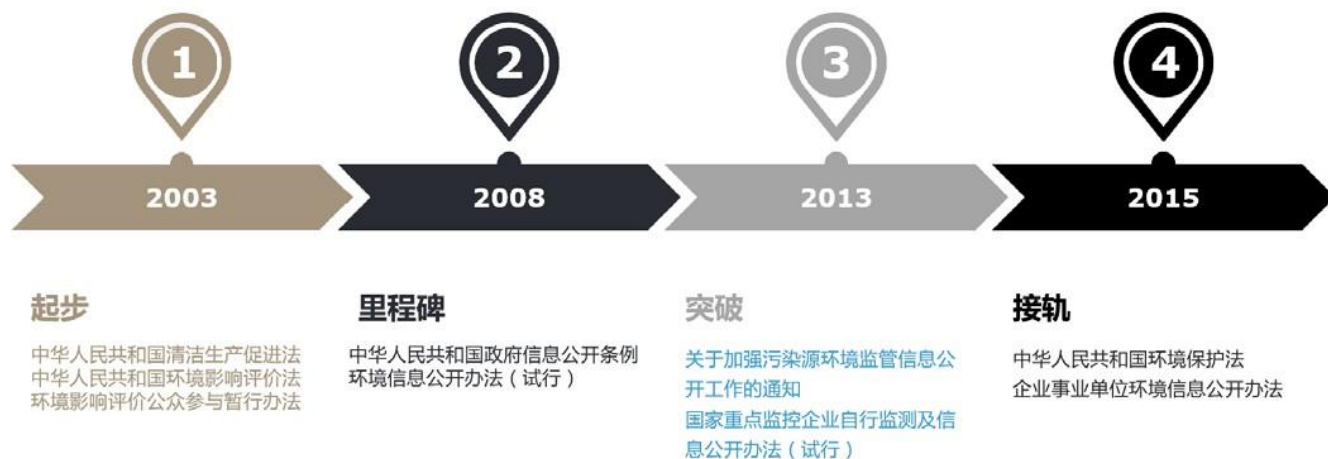 1
2
3
4
2003
2008
2013
2015
起步
中华人民共和国清洁生产促进法
中华人民共和国环境影响评价法
环境影响评价公众参与暂行办法
里程碑
中华人民共和国政府信息公开条例
环境信息公开办法（试行）
突破
关于加强污染源环境监管信息公
开工作的通知
国家重点监控企业自行监测及信
息公开办法（试行）
接轨
中华人民共和国环境保护法
企业事业单位环境信息公开办法